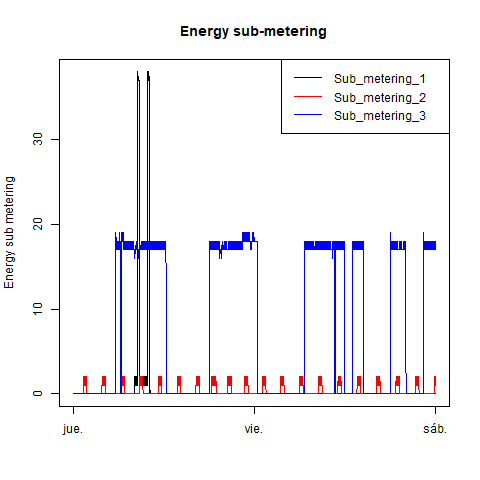 Energy sub-metering
Sub_metering_1
Sub_metering_2
Sub_metering_3
Energy sub metering
30
20
10
0
jue.
vie.
sáb.